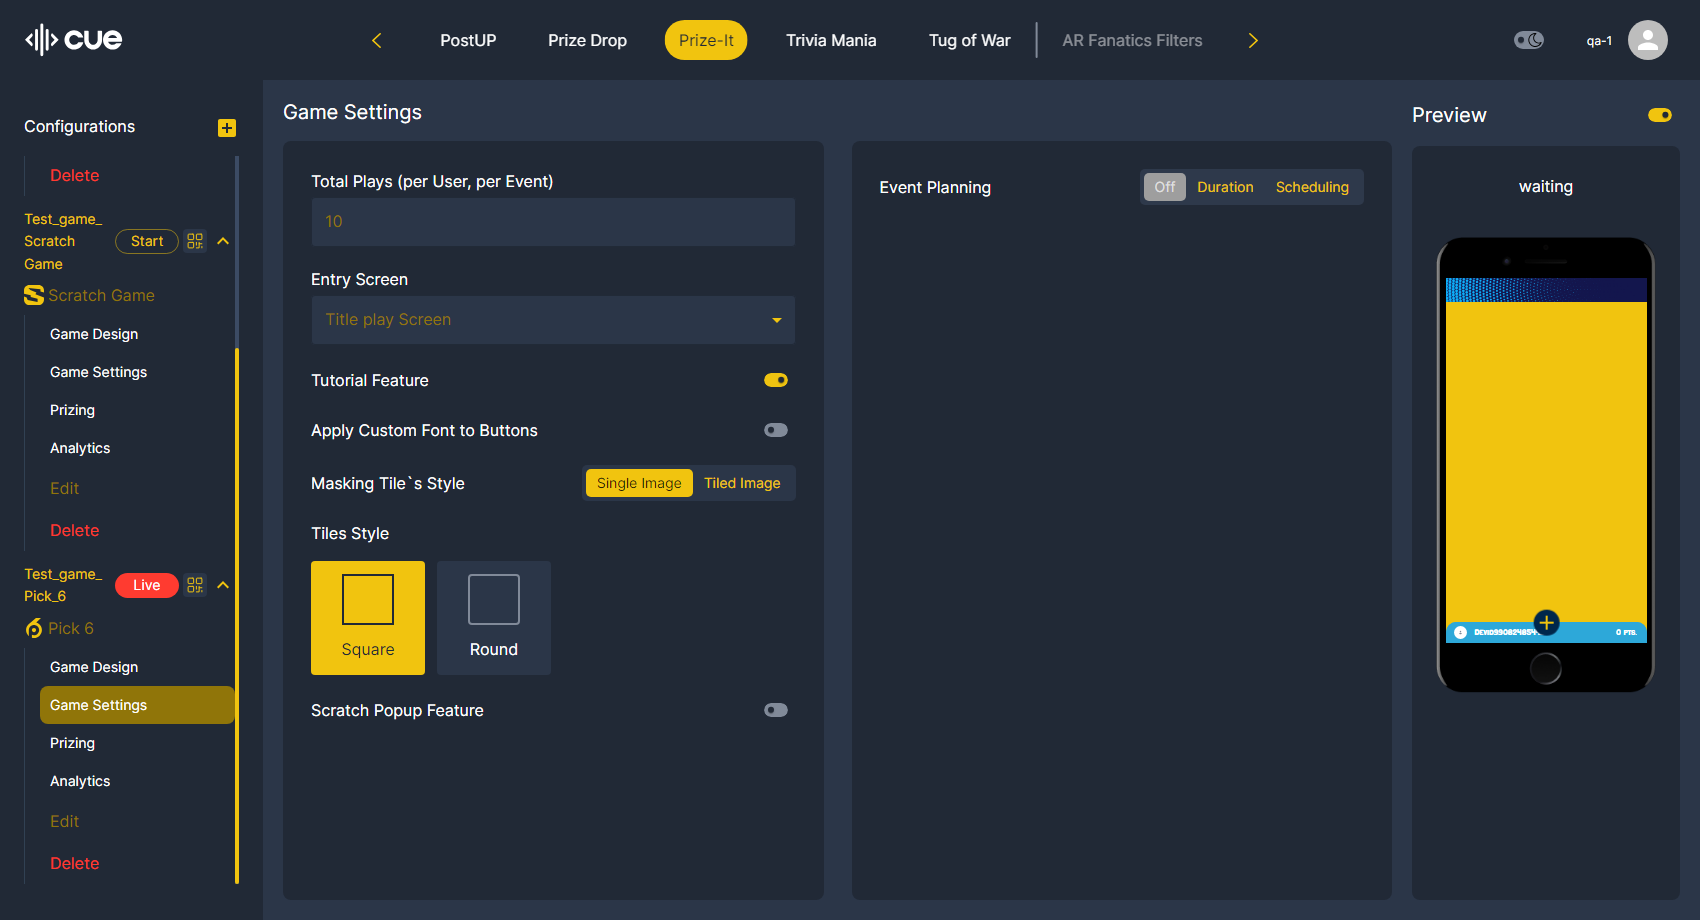 cue
PostUP
Prize Drop
Prize-It
Trivia Mania
Tug of War
AR Fanatics Filters
qa-1
Configurations
Delete
Test_game_
Scratch
Game
Start
Scratch Game
Game Design
Game Settings
Prizing
Analytics
Edit
Delete
Test_game_
Pick_6
Live
Pick 6
Game Design
Game Settings
Prizing
Analytics
Edit
Delete
Game Settings
Total Plays (per User, per Event)
10
Entry Screen
Title play Screen
Tutorial Feature
Apply Custom Font to Buttons
Masking Tile`s Style
Single Image
Tiled Image
Tiles Style
Square
Round
Scratch Popup Feature
Event Planning
Off
Duration
Scheduling
Preview
waiting
0 PTS.